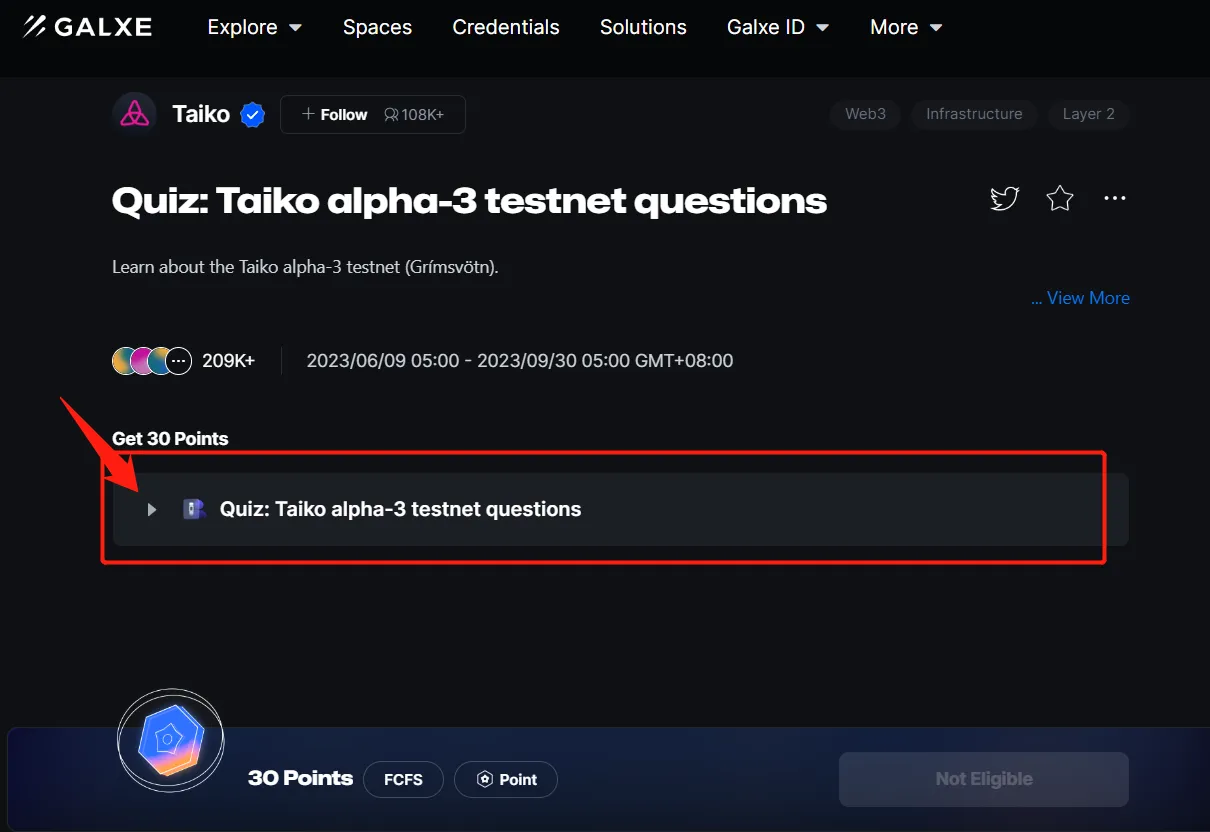 GALXE Explore Spaces Credentials Solutions Galxe ID More
Taiko + Follow 108K+ Web3 Infrastructure Layer 2
Quiz: Taiko alpha-3 testnet questions
Learn about the Taiko alpha-3 testnet (Grímsvötn).
... View More
209K+ 2023/06/09 05:00 - 2023/09/30 05:00 GMT+08:00
Get 30 Points
Quiz: Taiko alpha-3 testnet questions
30 Points FCFS Point Not Eligible